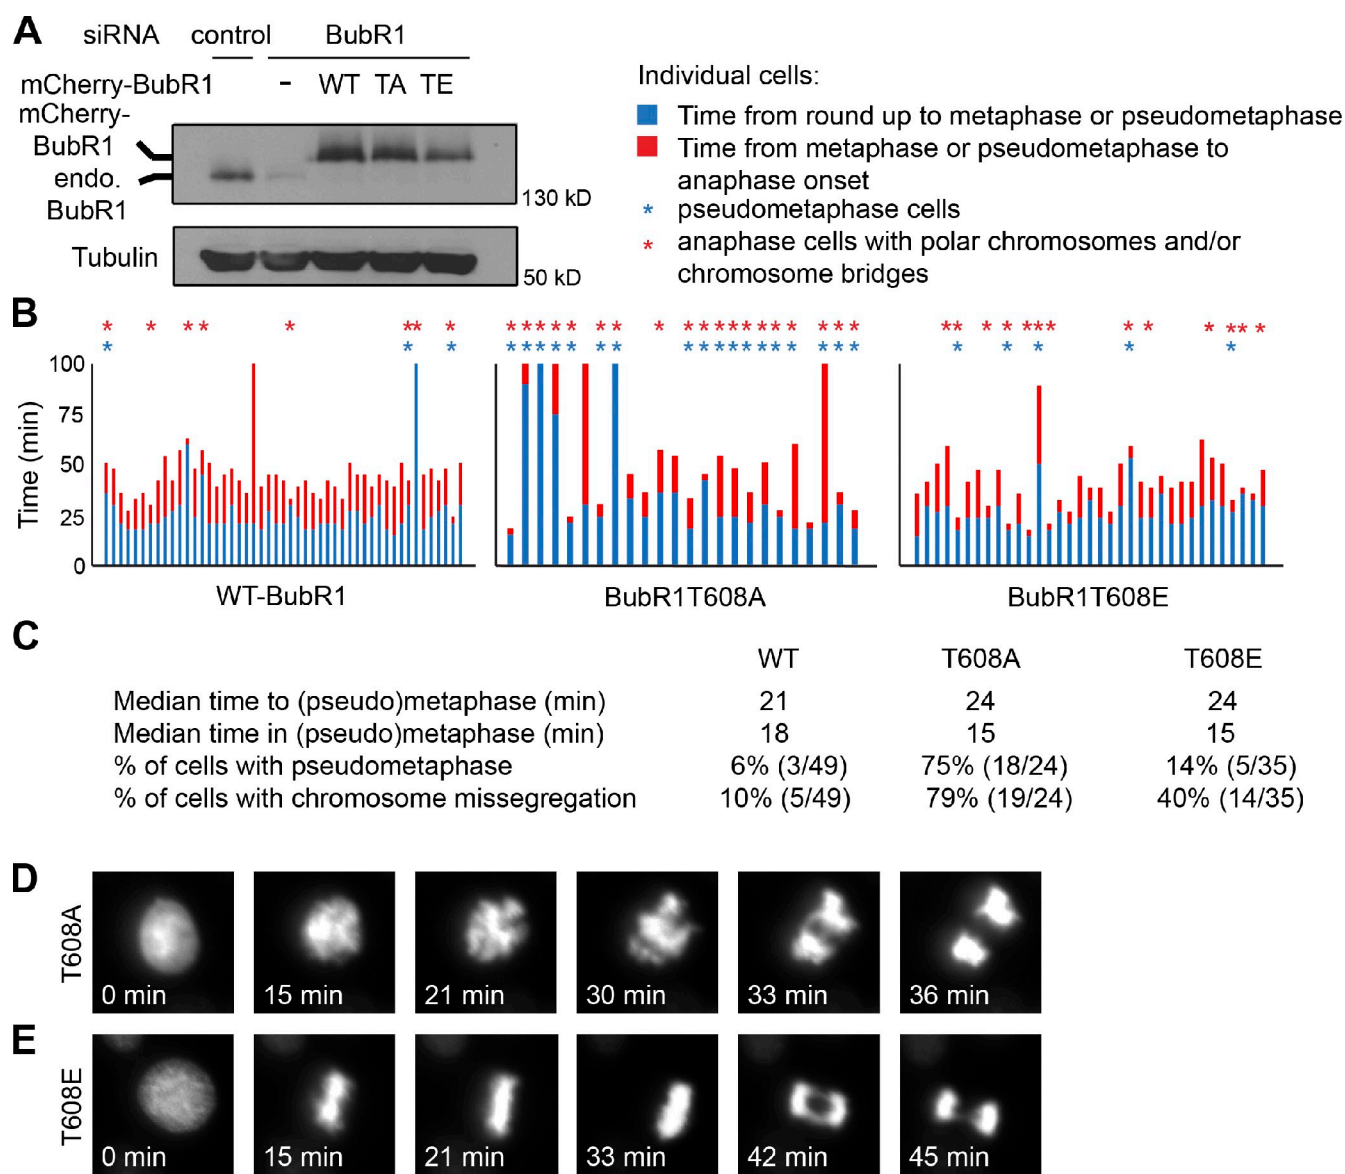 A
siRNA control BubR1
mCherry-BubR1 - WT TA TE
mCherry-
BubR1
endo.
BubR1
130 kD
Tubulin
50 kD
Individual cells:
Time from round up to metaphase or pseudometaphase
Time from metaphase or pseudometaphase to
anaphase onset
* pseudometaphase cells
* anaphase cells with polar chromosomes and/or
chromosome bridges
B
Time (min)
100
75
50
25
0
WT-BubR1
BubR1T608A
BubR1T608E
C
WT T608A T608E
Median time to (pseudo)metaphase (min) 21 24 24
Median time in (pseudo)metaphase (min) 18 15 15
% of cells with pseudometaphase 6% (3/49) 75% (18/24) 14% (5/35)
% of cells with chromosome missegregation 10% (5/49) 79% (19/24) 40% (14/35)
D
T608A
0 min 15 min 21 min 30 min 33 min 36 min
E
T608E
0 min 15 min 21 min 33 min 42 min 45 min